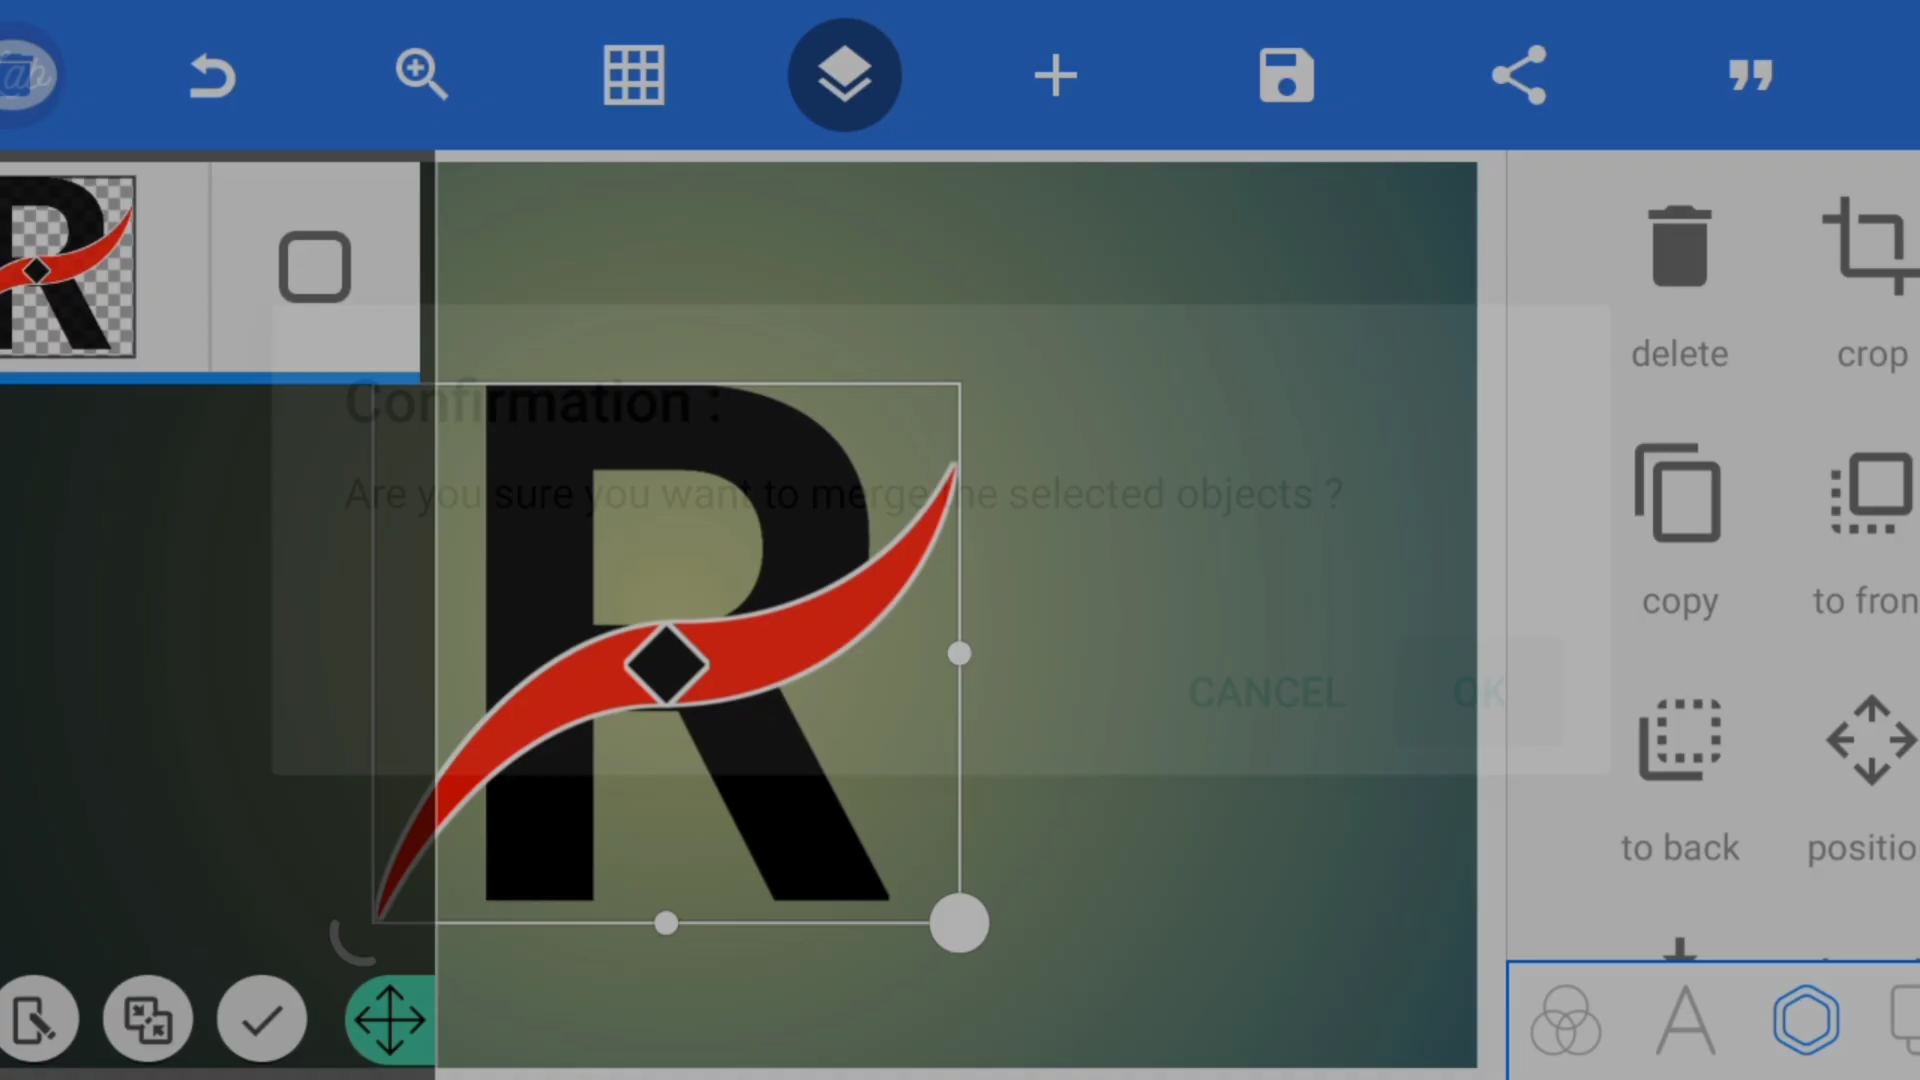 ab
R
delete
crop
Confirmation :
Are you sure you want to merge the selected objects ?
R
copy
to fron
CANCEL
OK
to back
positio
A